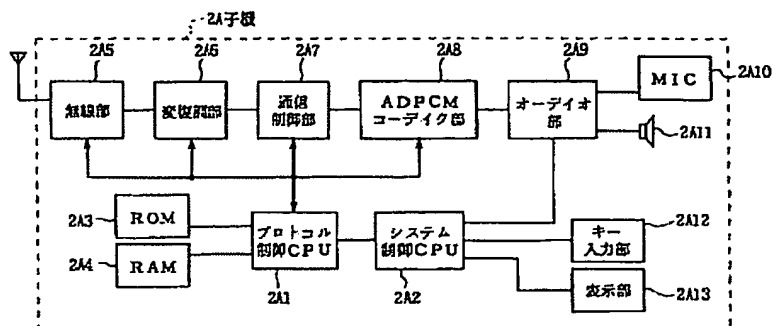 2A子機
2A5
2A6
2A7
2A8
2A9
無線部
変復調部
通信
制御部
ADPCM
コーデイク部
オーデイオ
部
MIC
2A10
2A11
2A3
ROM
2A4
RAM
プロトコル
制御CPU
2A1
システム
制御CPU
2A2
キー
入力部
2A12
表示部
2A13